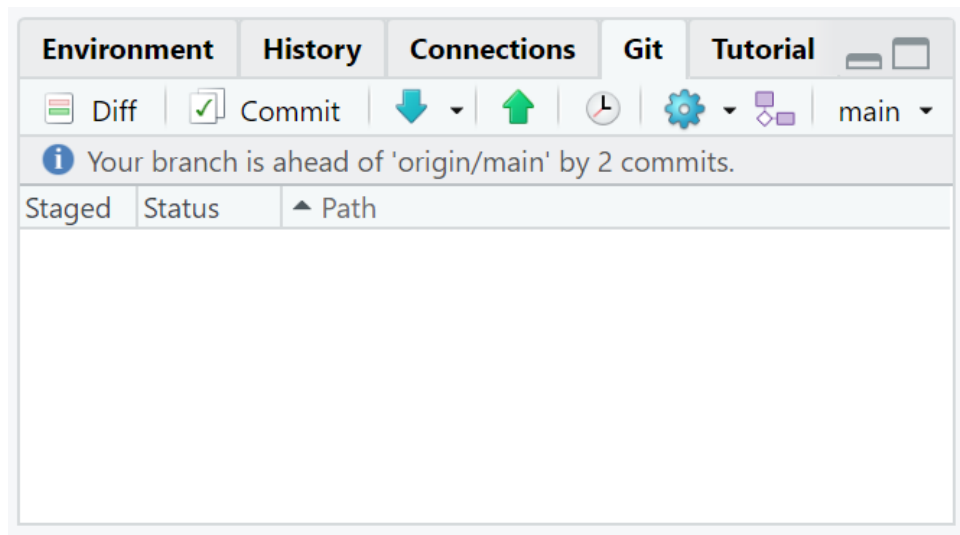 Environment History Connections Git Tutorial
Diff Commit main
Your branch is ahead of 'origin/main' by 2 commits.
Staged Status Path